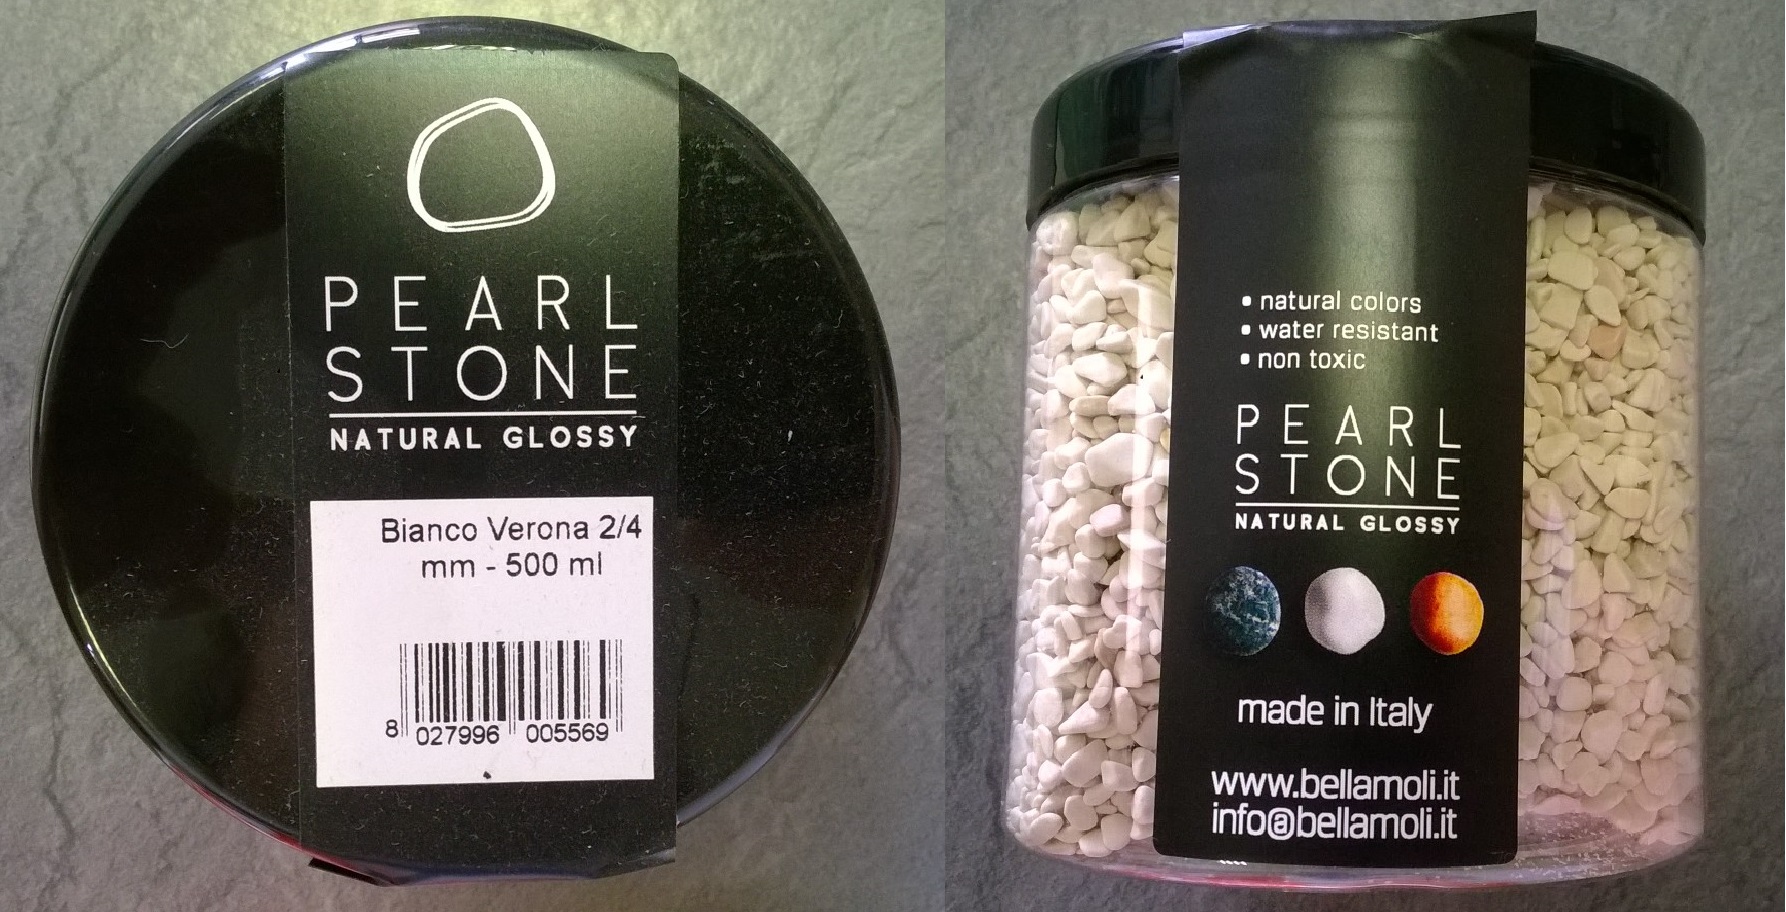 PEARL
STONE
NATURAL GLOSSY
Bianco Verona 2/4
mm - 500 ml
8 027996 005569
• natural colors
• water resistant
• non toxic
PEARL
STONE
NATURAL GLOSSY
made in Italy
www.bellamoli.it
info@bellamoli.it